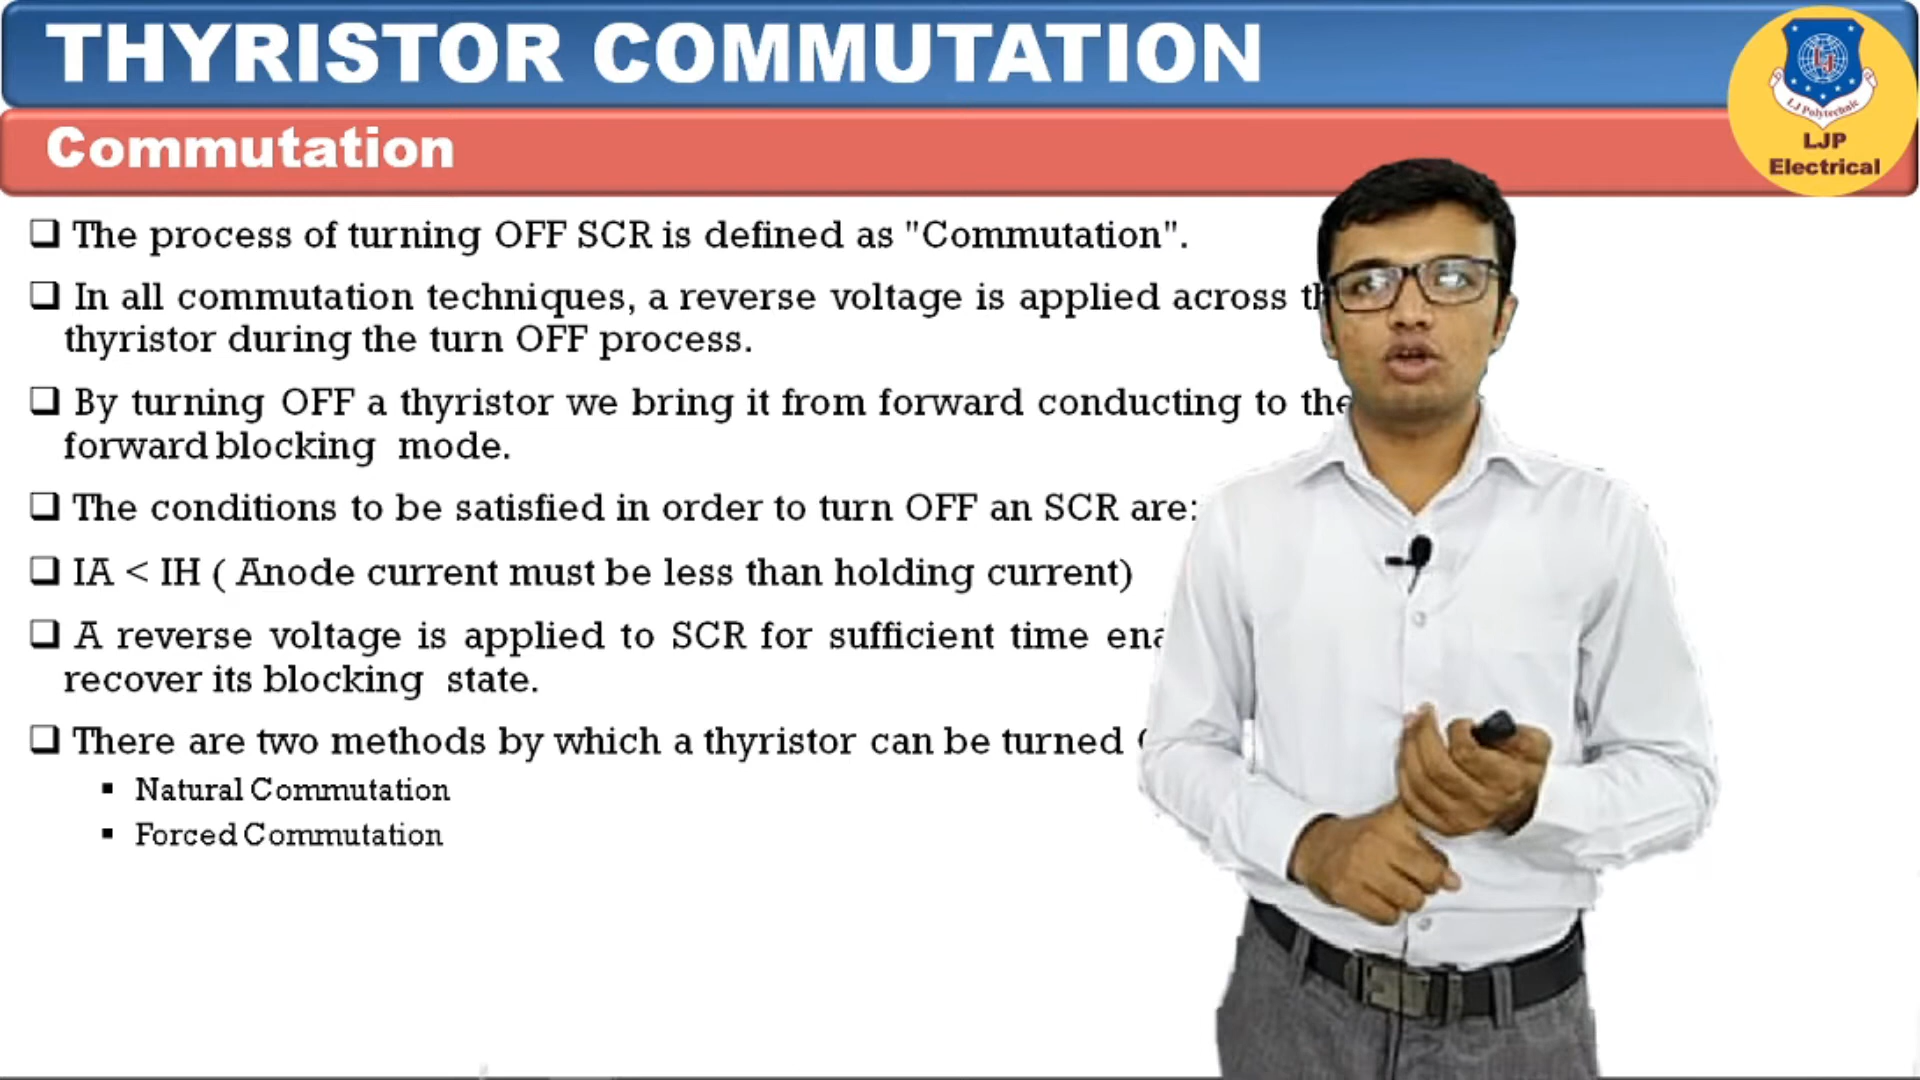 THYRISTOR COMMUTATION
Commutation
LJ Polytechnic
LJP
Electrical
❑ The process of turning OFF SCR is defined as "Commutation".
❑ In all commutation techniques, a reverse voltage is applied across
thyristor during the turn OFF process.
❑ By turning OFF a thyristor we bring it from forward conducting to the
forward blocking mode.
❑ The conditions to be satisfied in order to turn OFF an SCR are:
❑ IA < IH ( Anode current must be less than holding current)
❑ A reverse voltage is applied to SCR for sufficient time
recover its blocking state.
❑ There are two methods by which a thyristor can be turned
▪ Natural Commutation
▪ Forced Commutation